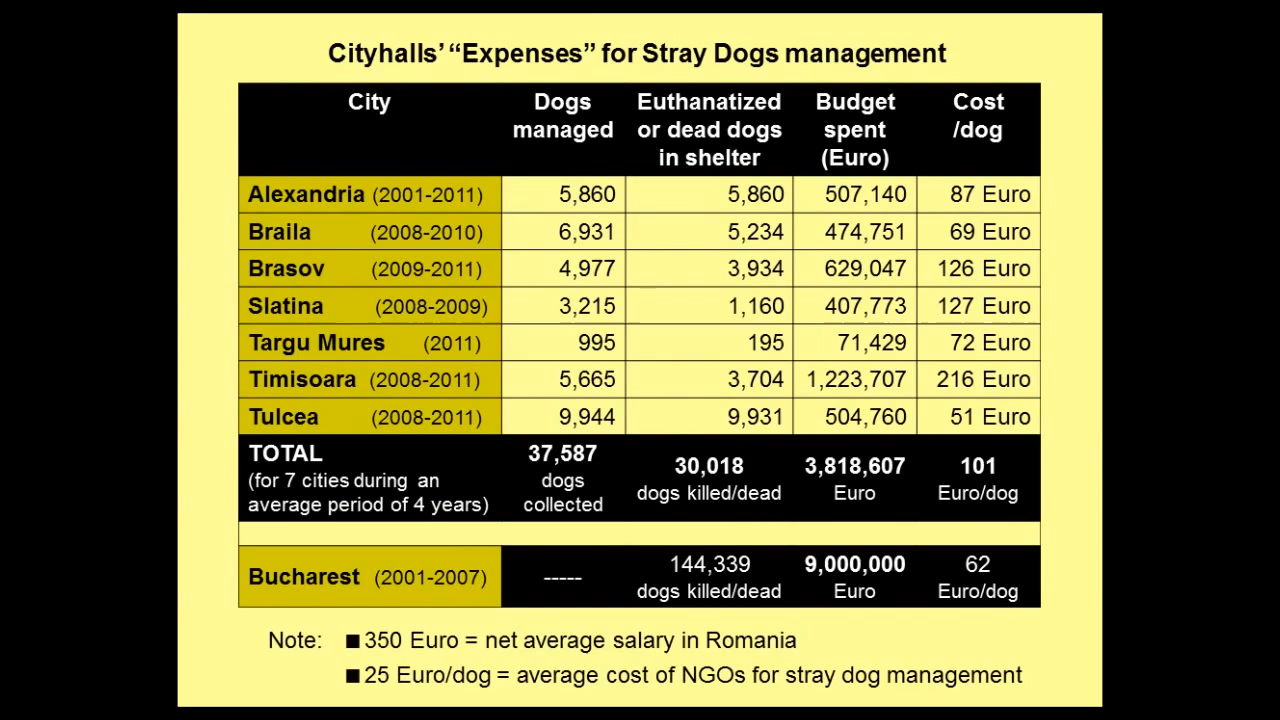 Cityhalls’ “Expenses” for Stray Dogs management
City Dogs managed Euthanatized or dead dogs in shelter Budget spent (Euro) Cost /dog
Alexandria (2001-2011) 5,860 5,860 507,140 87 Euro
Braila (2008-2010) 6,931 5,234 474,751 69 Euro
Brasov (2009-2011) 4,977 3,934 629,047 126 Euro
Slatina (2008-2009) 3,215 1,160 407,773 127 Euro
Targu Mures (2011) 995 195 71,429 72 Euro
Timisoara (2008-2011) 5,665 3,704 1,223,707 216 Euro
Tulcea (2008-2011) 9,944 9,931 504,760 51 Euro
TOTAL (for 7 cities during an average period of 4 years) 37,587 dogs collected 30,018 dogs killed/dead 3,818,607 Euro 101 Euro/dog
Bucharest (2001-2007) ----- 144,339 dogs killed/dead 9,000,000 Euro 62 Euro/dog
Note: ■ 350 Euro = net average salary in Romania
■ 25 Euro/dog = average cost of NGOs for stray dog management